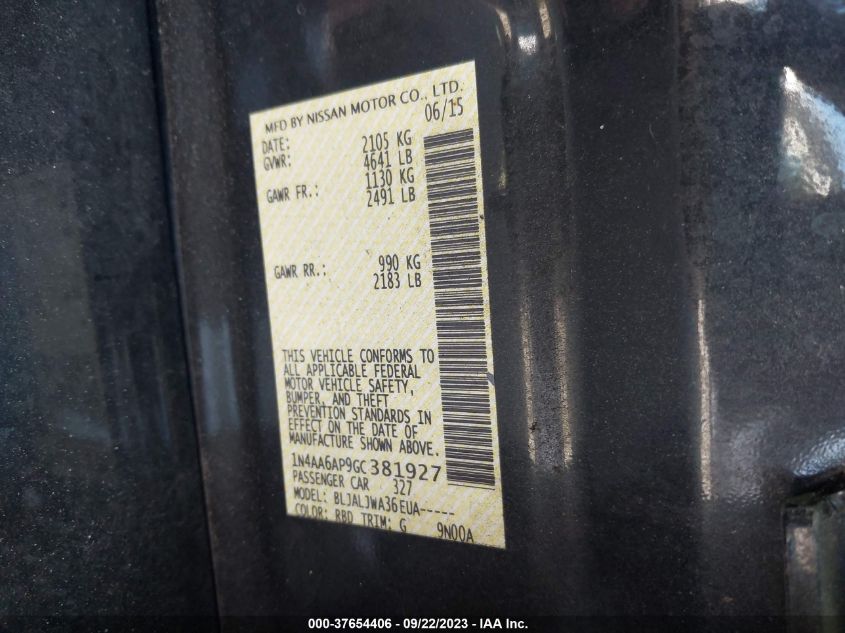 MFD BY NISSAN MOTOR CO., LTD.
DATE: 06/15
GVWR: 2105 KG
4641 LB
GAWR FR.: 1130 KG
2491 LB
GAWR RR.: 990 KG
2183 LB
THIS VEHICLE CONFORMS TO
ALL APPLICABLE FEDERAL
MOTOR VEHICLE SAFETY,
BUMPER, AND THEFT
PREVENTION STANDARDS IN
EFFECT ON THE DATE OF
MANUFACTURE SHOWN ABOVE.
1N4AA6AP9GC381927
PASSENGER CAR 327
MODEL: BLJALJWA36EUA-----
COLOR: RBD TRIM: G 9N00A
000-37654406 - 09/22/2023 - IAA Inc.